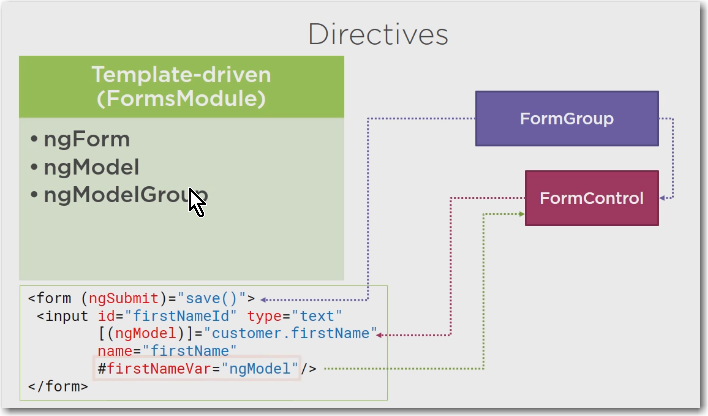 Directives
Template-driven
(FormsModule)
• ngForm
• ngModel
• ngModelGroup
FormGroup
FormControl
<form (ngSubmit)="save()">
<input id="firstNameId" type="text"
[(ngModel)]="customer.firstName"
name="firstName"
#firstNameVar="ngModel"/>
</form>